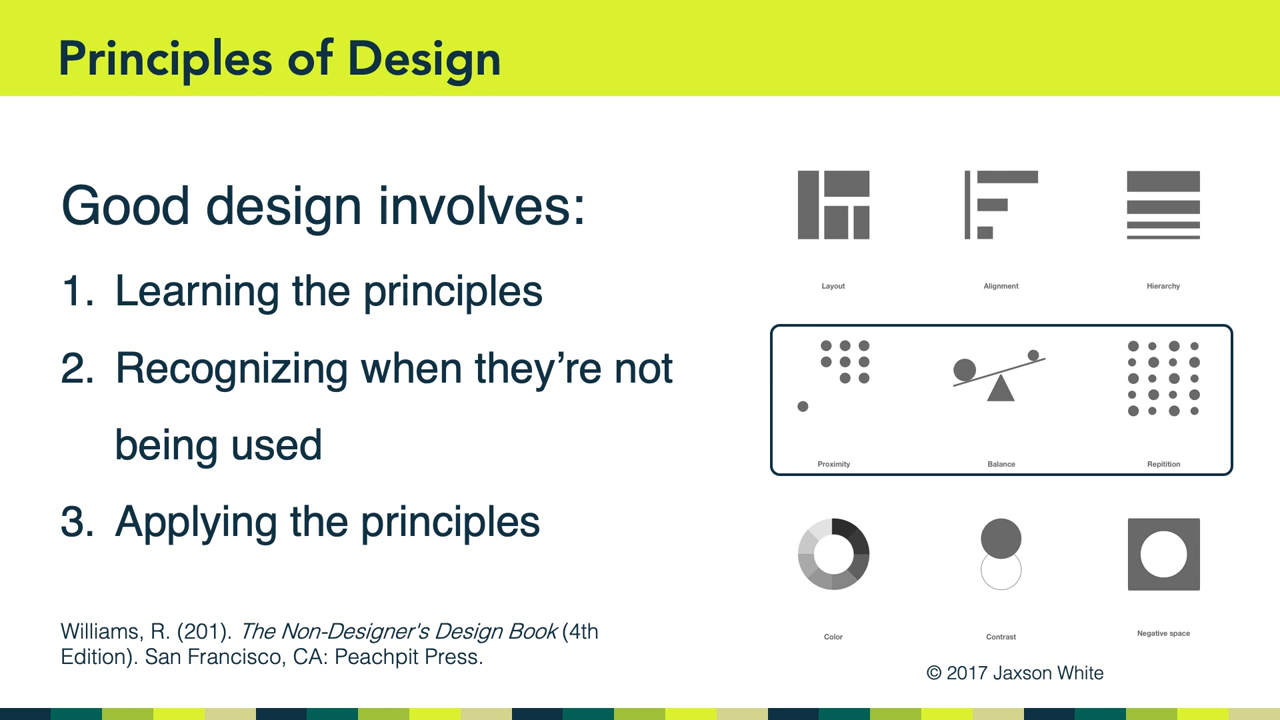 Principles of Design
Good design involves:
1. Learning the principles
2. Recognizing when they’re not
being used
3. Applying the principles
Williams, R. (201). The Non-Designer's Design Book (4th
Edition). San Francisco, CA: Peachpit Press.
Layout
Alignment
Hierarchy
Proximity
Balance
Repitition
Color
Contrast
Negative space
© 2017 Jaxson White